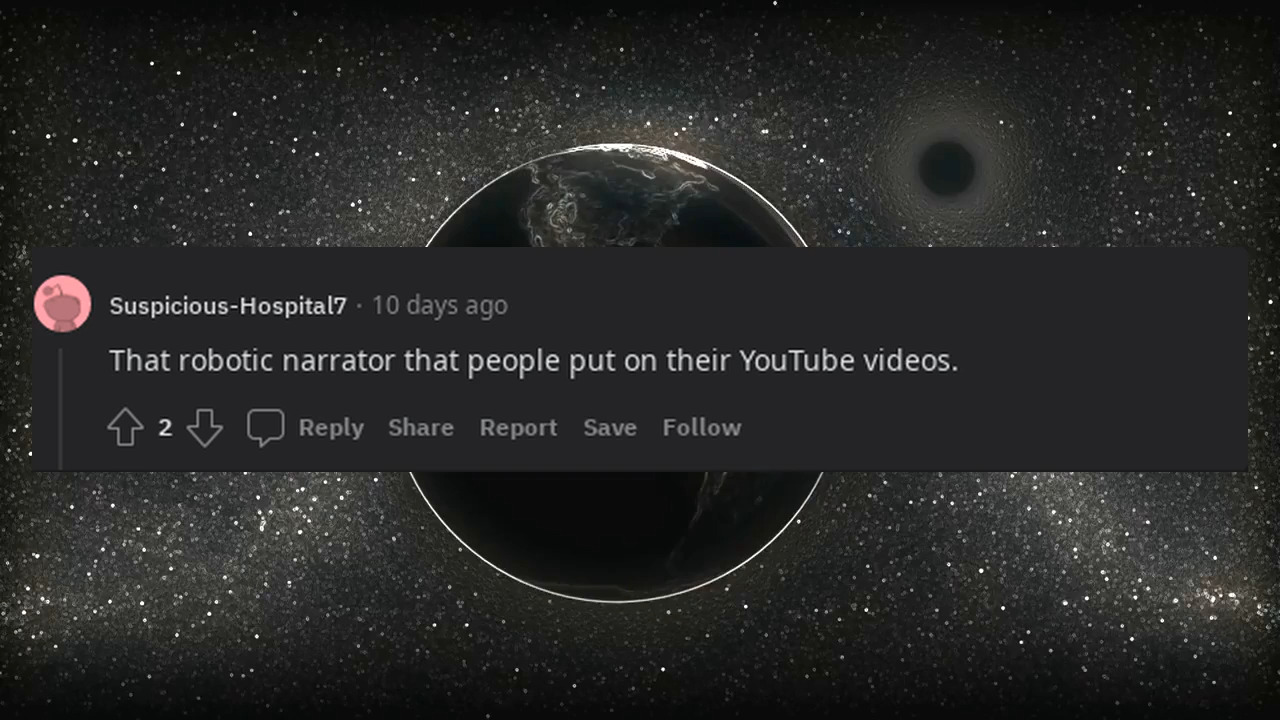 Suspicious-Hospital7 · 10 days ago
That robotic narrator that people put on their YouTube videos.
2 Reply Share Report Save Follow